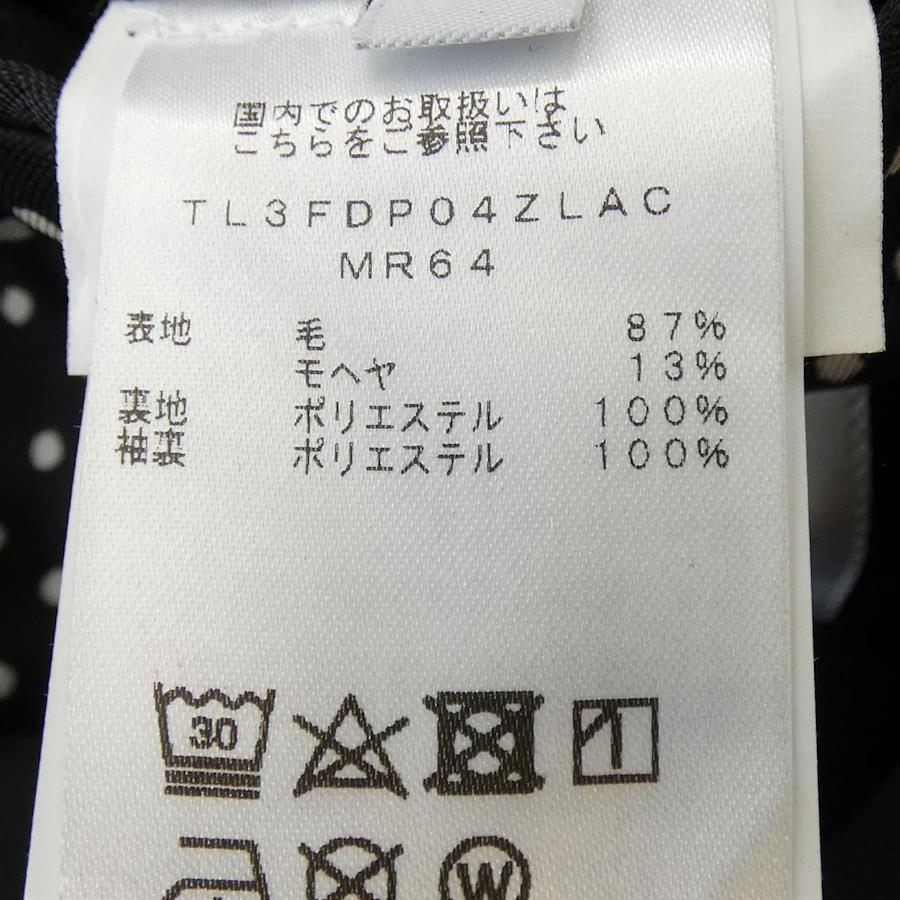 国内でのお取扱いは
こちらをご参照下さい
TL3FDP04ZLAC
MR64
表地 毛 87%
モヘヤ 13%
裏地 ポリエステル 100%
袖裏 ポリエステル 100%
30
W